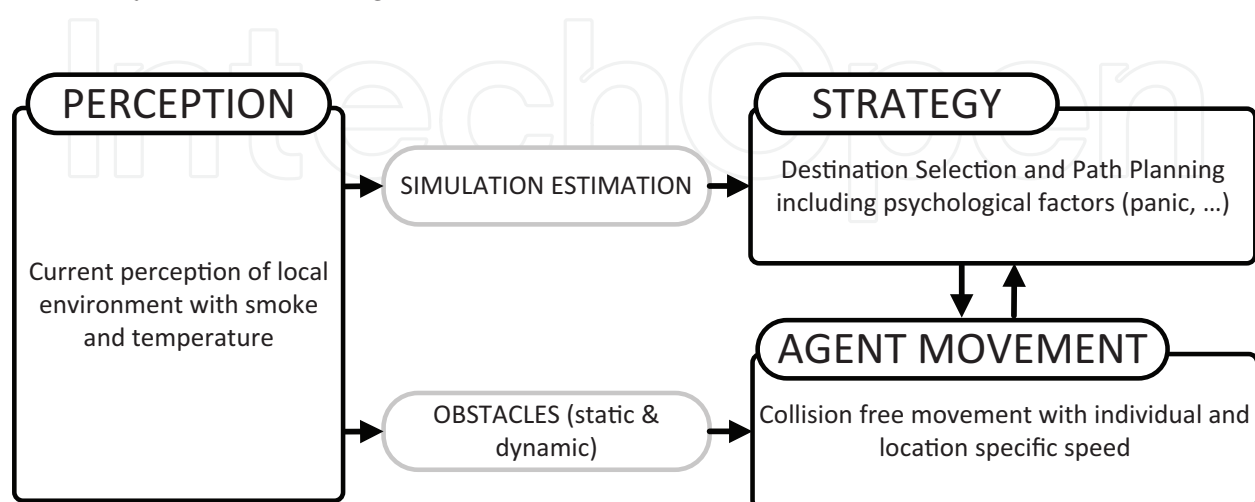 IntechOpen
PERCEPTION
Current perception of local
environment with smoke
and temperature
SIMULATION ESTIMATION
OBSTACLES (static &
dynamic)
STRATEGY
Destination Selection and Path Planning
including psychological factors (panic, ...)
AGENT MOVEMENT
Collision free movement with individual and
location specific speed